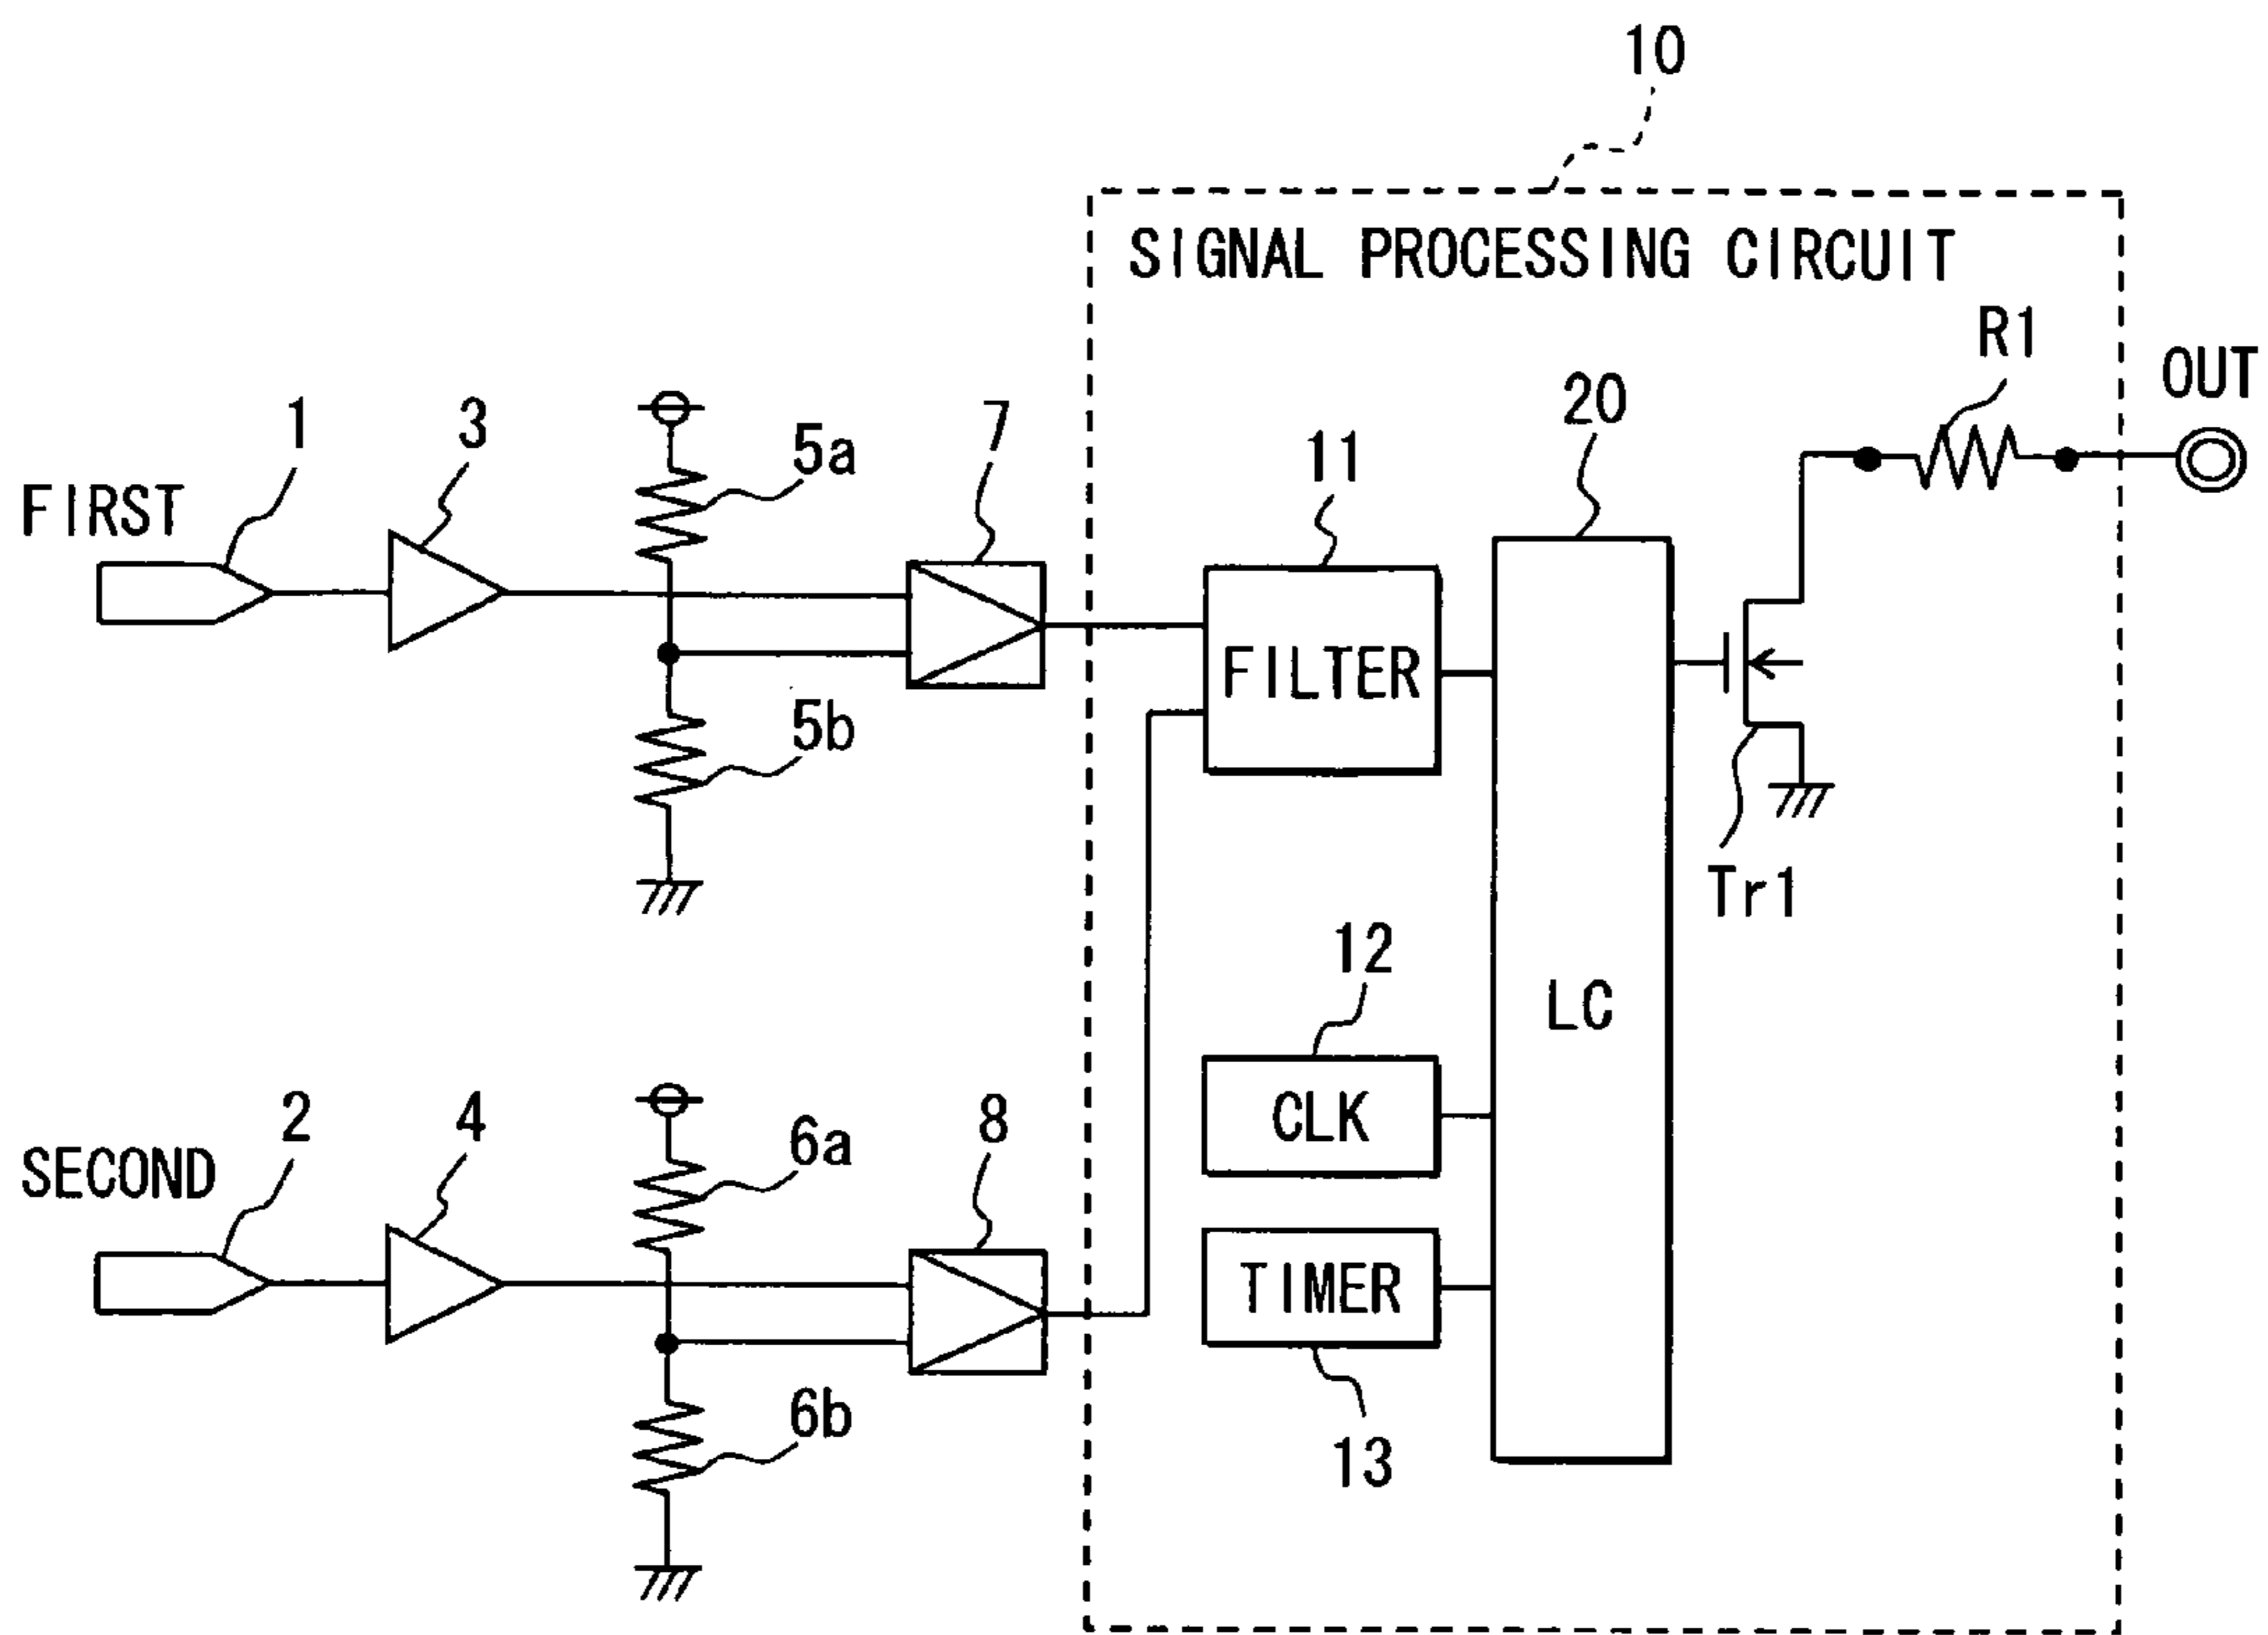 10
SIGNAL PROCESSING CIRCUIT
R1
OUT
20
1
3
5a
7
11
FIRST
FILTER
5b
Tr1
12
LC
2
4
6a
8
CLK
SECOND
TIMER
6b
13